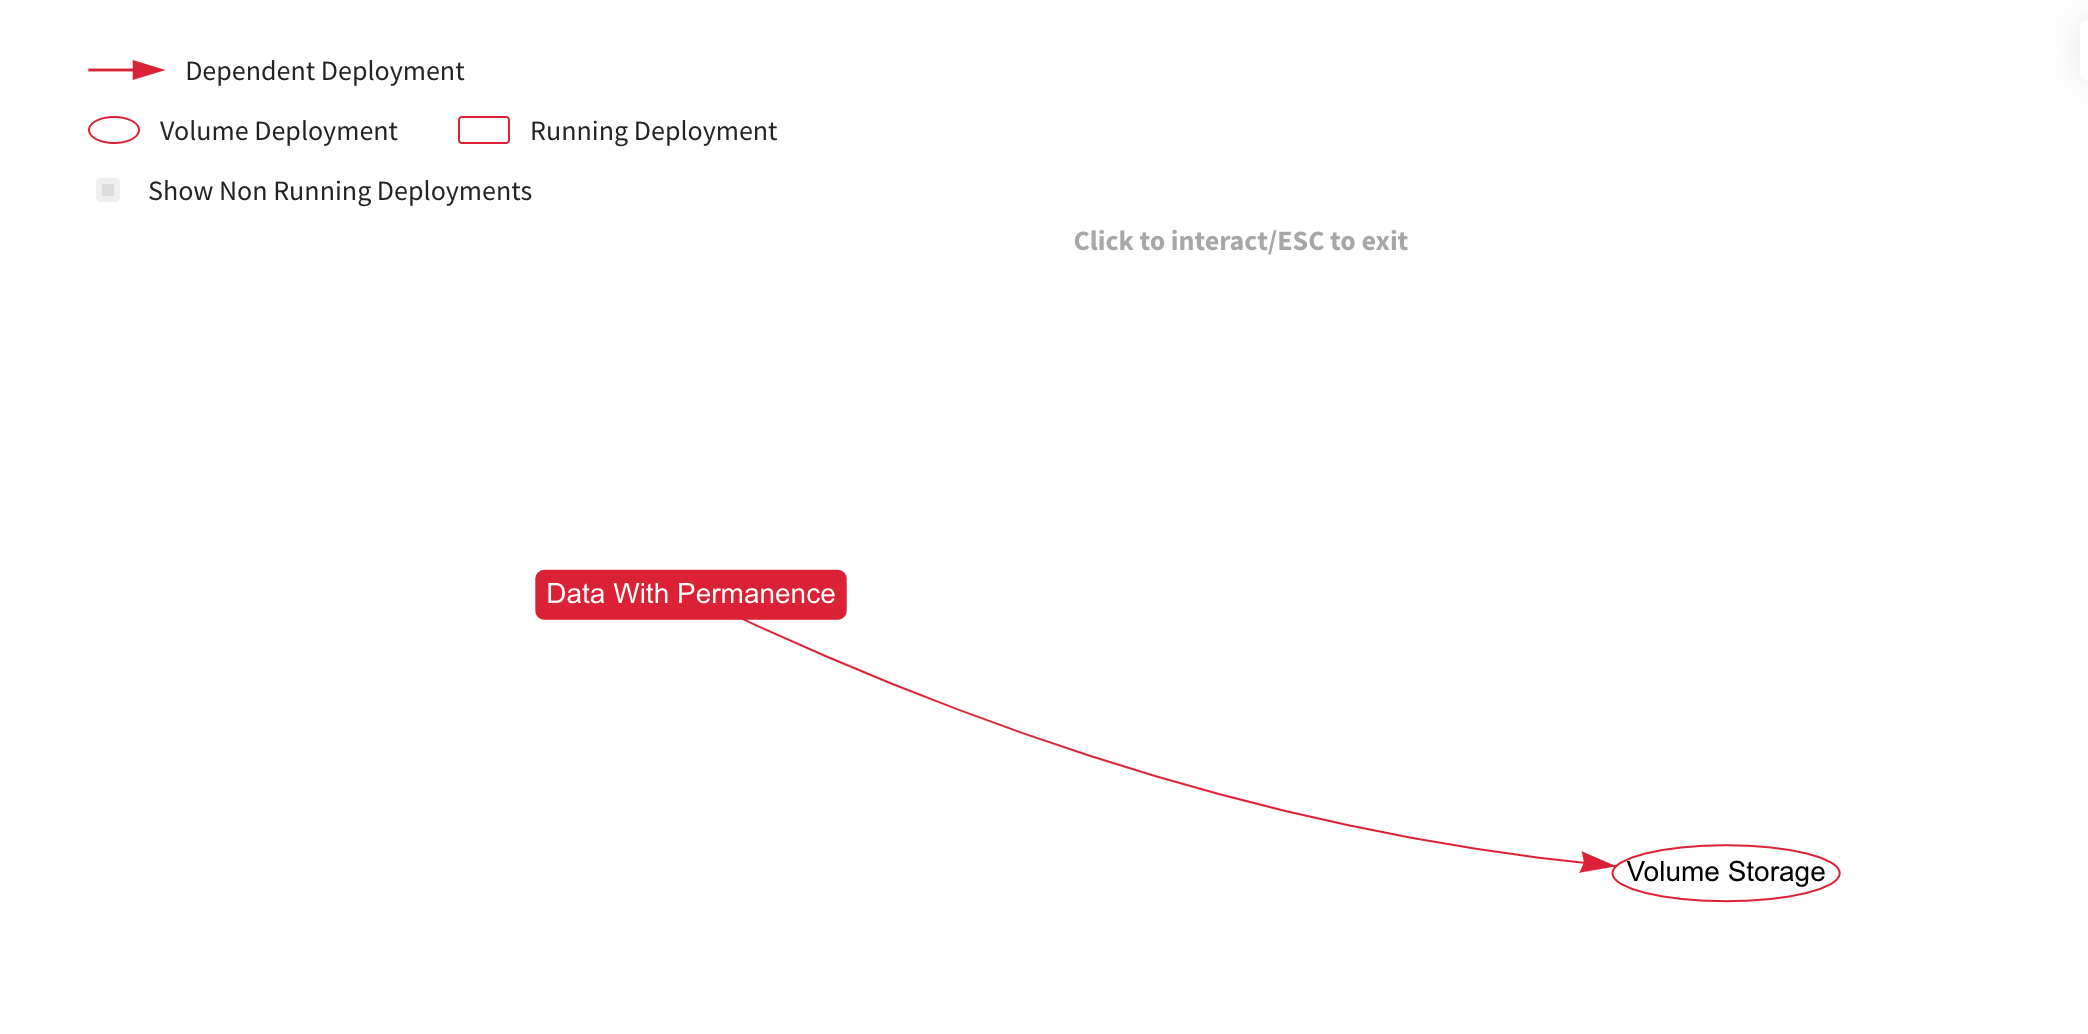 Dependent Deployment
Volume Deployment Running Deployment
Show Non Running Deployments
Click to interact/ESC to exit
Data With Permanence
Volume Storage